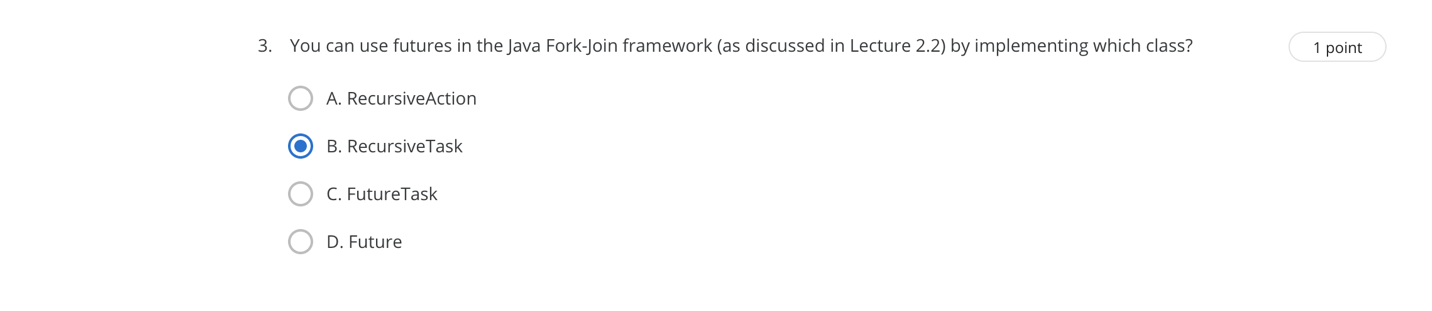 3. You can use futures in the Java Fork-Join framework (as discussed in Lecture 2.2) by implementing which class?
1 point
A. RecursiveAction
B. RecursiveTask
C. FutureTask
D. Future